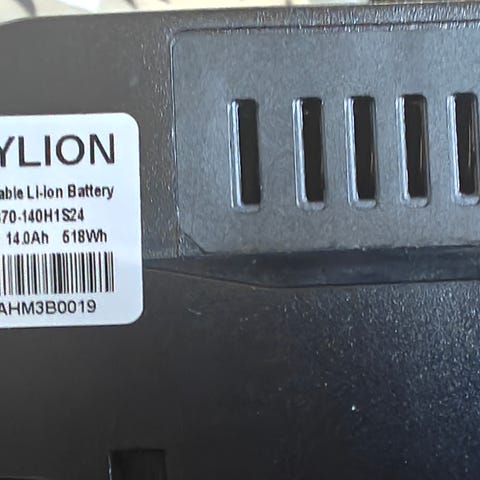 YLION
able Li-Ion Battery
370-140H1S24
14.0Ah 518Wh
AHM3B0019